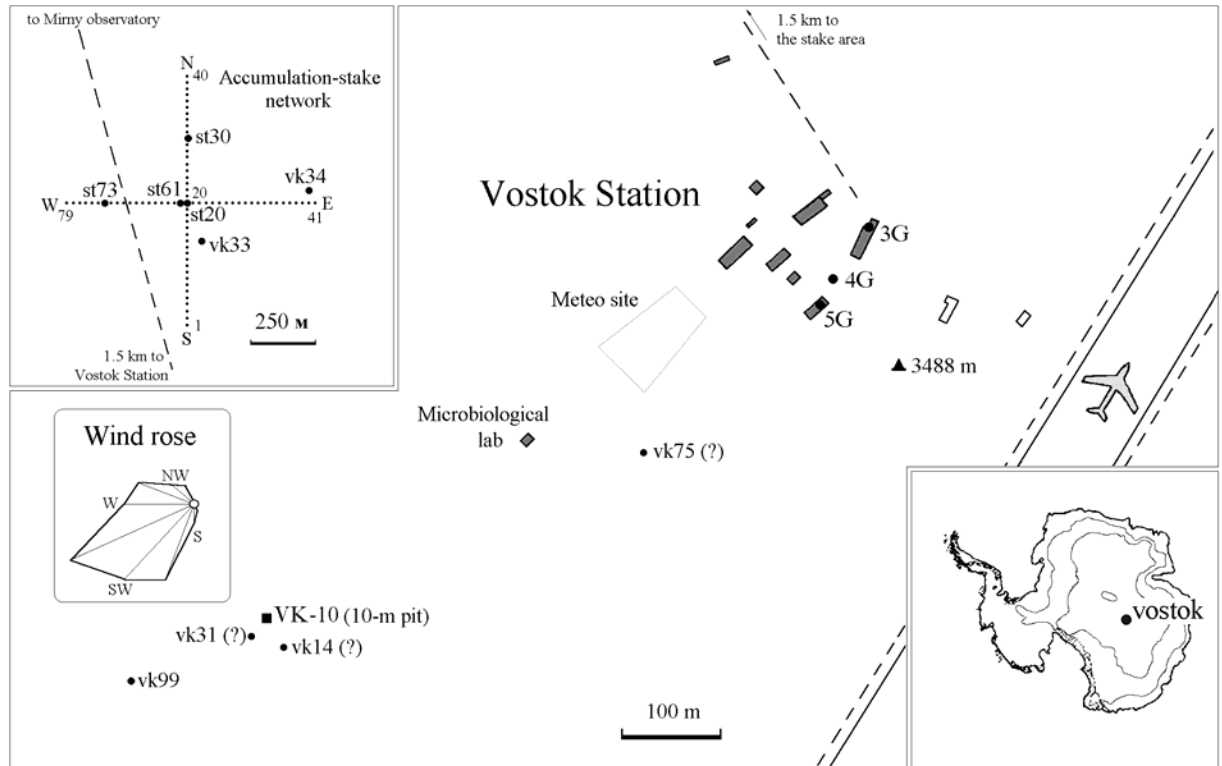 to Mirny observatory
N
40
Accumulation-stake
network
st30
vk34
st73
st61
20
W
79
st20
41
E
vk33
250 м
1
S
1.5 km to
Vostok Station
1.5 km to
the stake area
Vostok Station
3G
4G
Meteo site
5G
3488 m
Microbiological
lab
vk75 (?)
Wind rose
NW
W
S
SW
VK-10 (10-m pit)
vk31 (?)
vk14 (?)
vk99
100 m
vostok